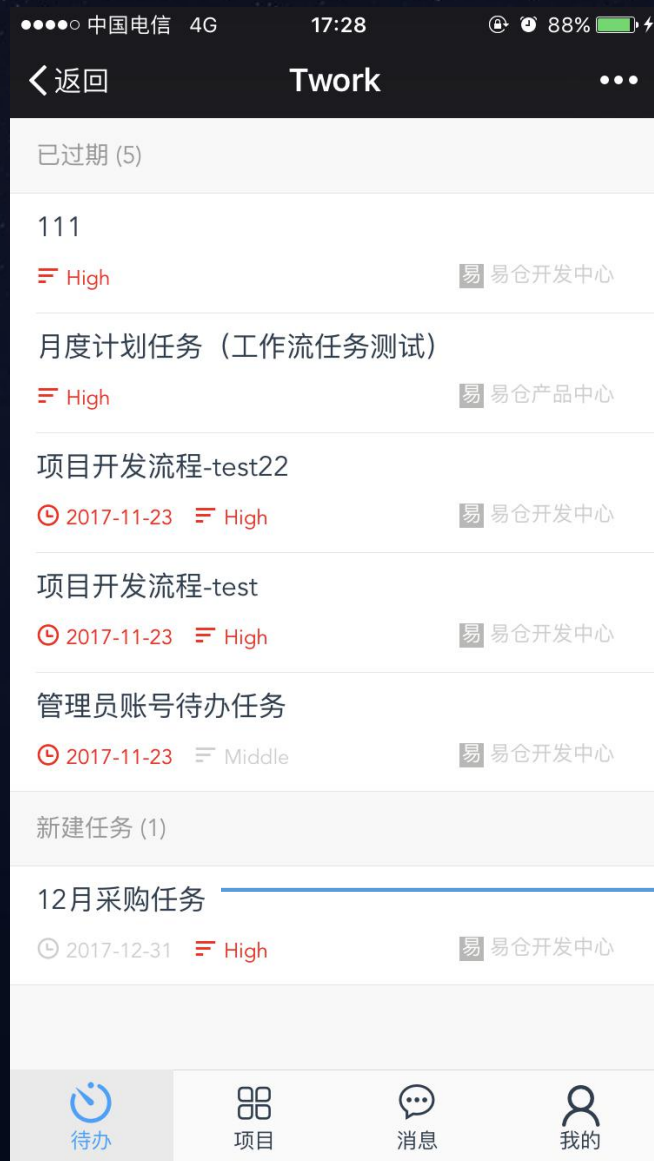 中国电信 4G 17:28 88%
返回 Twork
已过期 (5)
111
High 易 易仓开发中心
月度计划任务（工作流任务测试）
High 易 易仓产品中心
项目开发流程-test22
2017-11-23 High 易 易仓开发中心
项目开发流程-test
2017-11-23 High 易 易仓开发中心
管理员账号待办任务
2017-11-23 Middle 易 易仓开发中心
新建任务 (1)
12月采购任务
2017-12-31 High 易 易仓开发中心
待办 项目 消息 我的